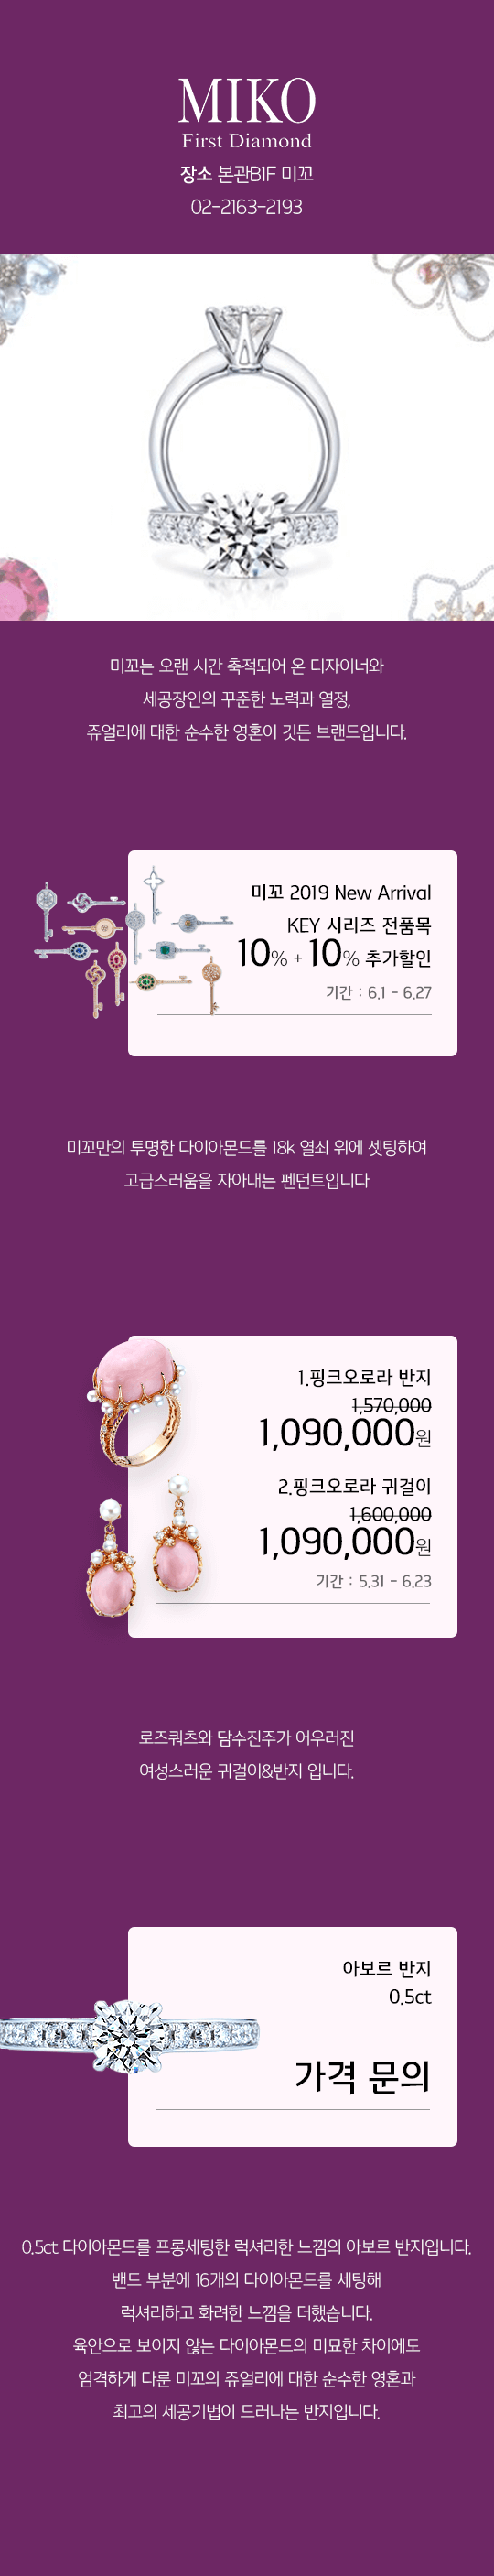 MIKO
First Diamond
장소 본관B1F 미꼬
02-2163-2193
미꼬는 오랜 시간 축적되어 온 디자이너와
세공장인의 꾸준한 노력과 열정,
쥬얼리에 대한 순수한 영혼이 깃든 브랜드입니다.
미꼬 2019 New Arrival
KEY 시리즈 전품목
10% + 10% 추가할인
기간 : 6.1 - 6.27
미꼬만의 투명한 다이아몬드를 18k 열쇠 위에 셋팅하여
고급스러움을 자아내는 펜던트입니다
1.핑크오로라 반지
1,570,000
1,090,000원
2.핑크오로라 귀걸이
1,600,000
1,090,000원
기간 : 5.31 - 6.23
로즈쿼츠와 담수진주가 어우러진
여성스러운 귀걸이&반지 입니다.
아보르 반지
0.5ct
가격 문의
0.5ct 다이아몬드를 프롱세팅한 럭셔리한 느낌의 아보르 반지입니다.
밴드 부분에 16개의 다이아몬드를 세팅해
럭셔리하고 화려한 느낌을 더했습니다.
육안으로 보이지 않는 다이아몬드의 미묘한 차이에도
엄격하게 다룬 미꼬의 쥬얼리에 대한 순수한 영혼과
최고의 세공기법이 드러나는 반지입니다.